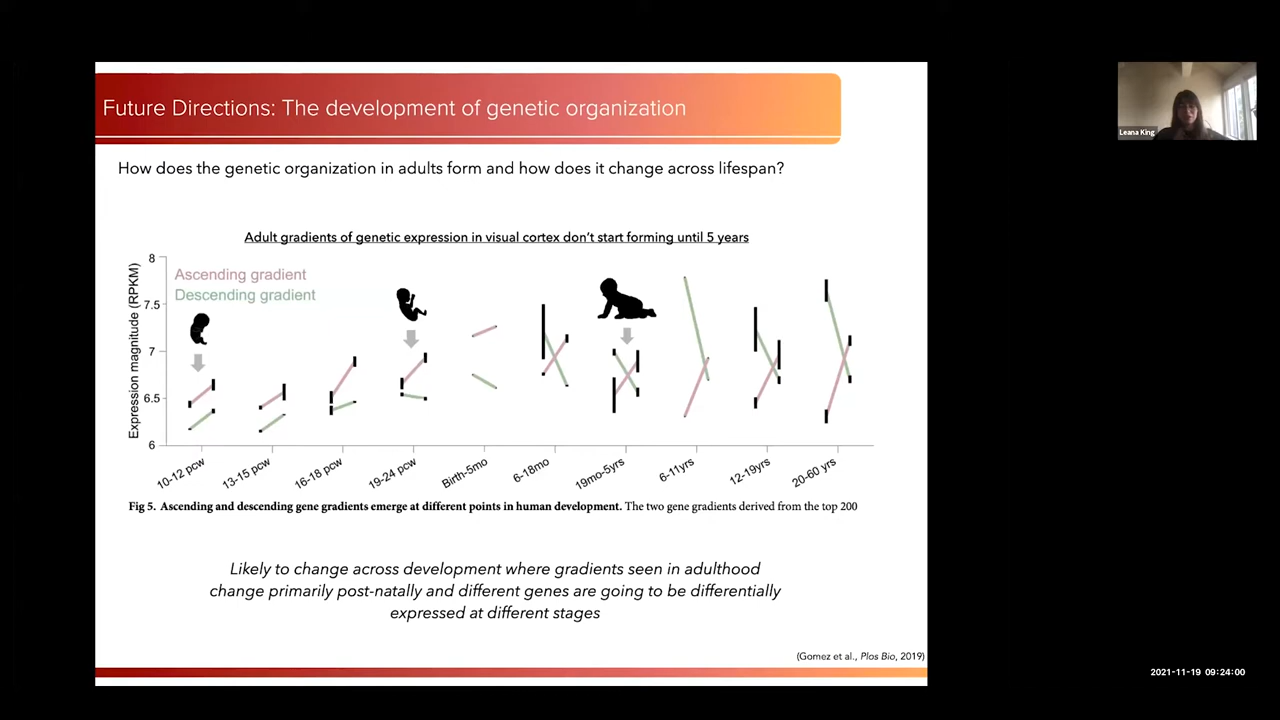 Future Directions: The development of genetic organization
Leana King
How does the genetic organization in adults form and how does it change across lifespan?
Adult gradients of genetic expression in visual cortex don't start forming until 5 years
Expression magnitude (RPKM)
8
7.5
7
6.5
6
Ascending gradient
Descending gradient
10-12 pcw
13-15 pcw
16-18 pcw
19-24 pcw
Birth-5mo
6-18mo
19mo-5yrs
6-11yrs
12-19yrs
20-60 yrs
Fig 5. Ascending and descending gene gradients emerge at different points in human development. The two gene gradients derived from the top 200
Likely to change across development where gradients seen in adulthood
change primarily post-natally and different genes are going to be differentially
expressed at different stages
(Gomez et al., Plos Bio, 2019)
2021-11-19 09:24:00